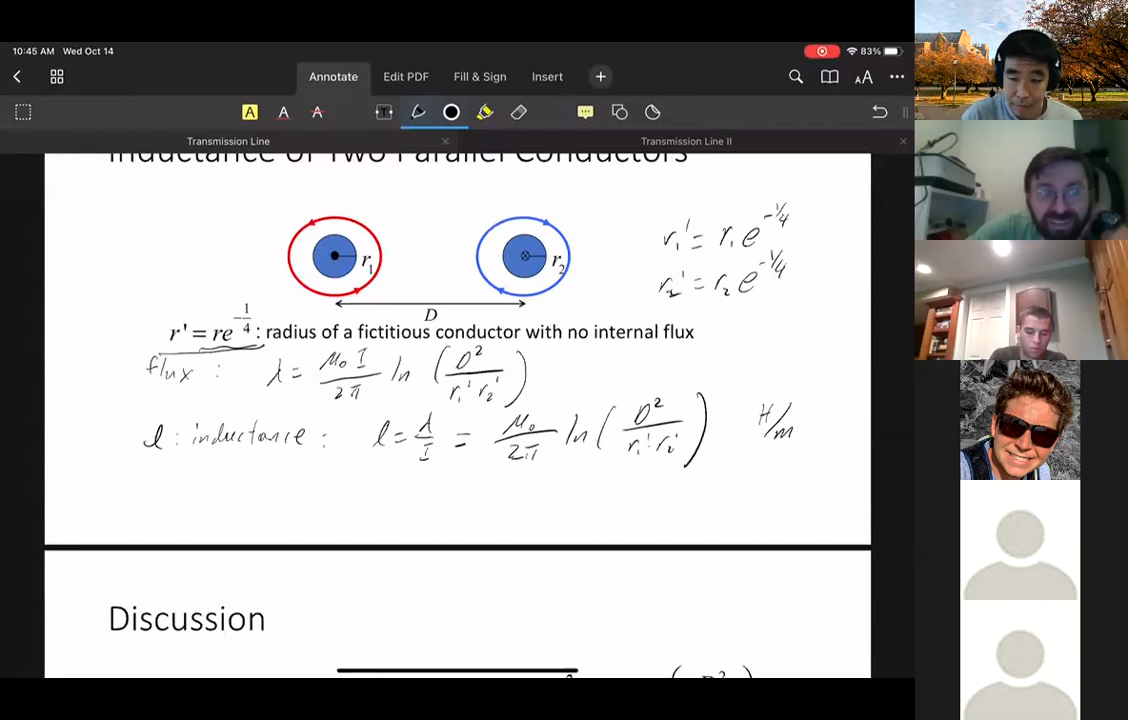 10:45 AM Wed Oct 14
83%
Annotate Edit PDF Fill & Sign Insert
A A A
T
AA
Transmission Line × Transmission Line II ×
Inductance of Two Parallel Conductors
r₁ r₂
D
r₁' = r₁ e^(-1/4)
r₂' = r₂ e^(-1/4)
r' = re^(-1/4) : radius of a fictitious conductor with no internal flux
flux : λ = μ₀ I / 2π ln (D² / r₁' r₂')
l : inductance : l = λ/I = μ₀ / 2π ln (D² / r₁' r₂') H/m
Discussion